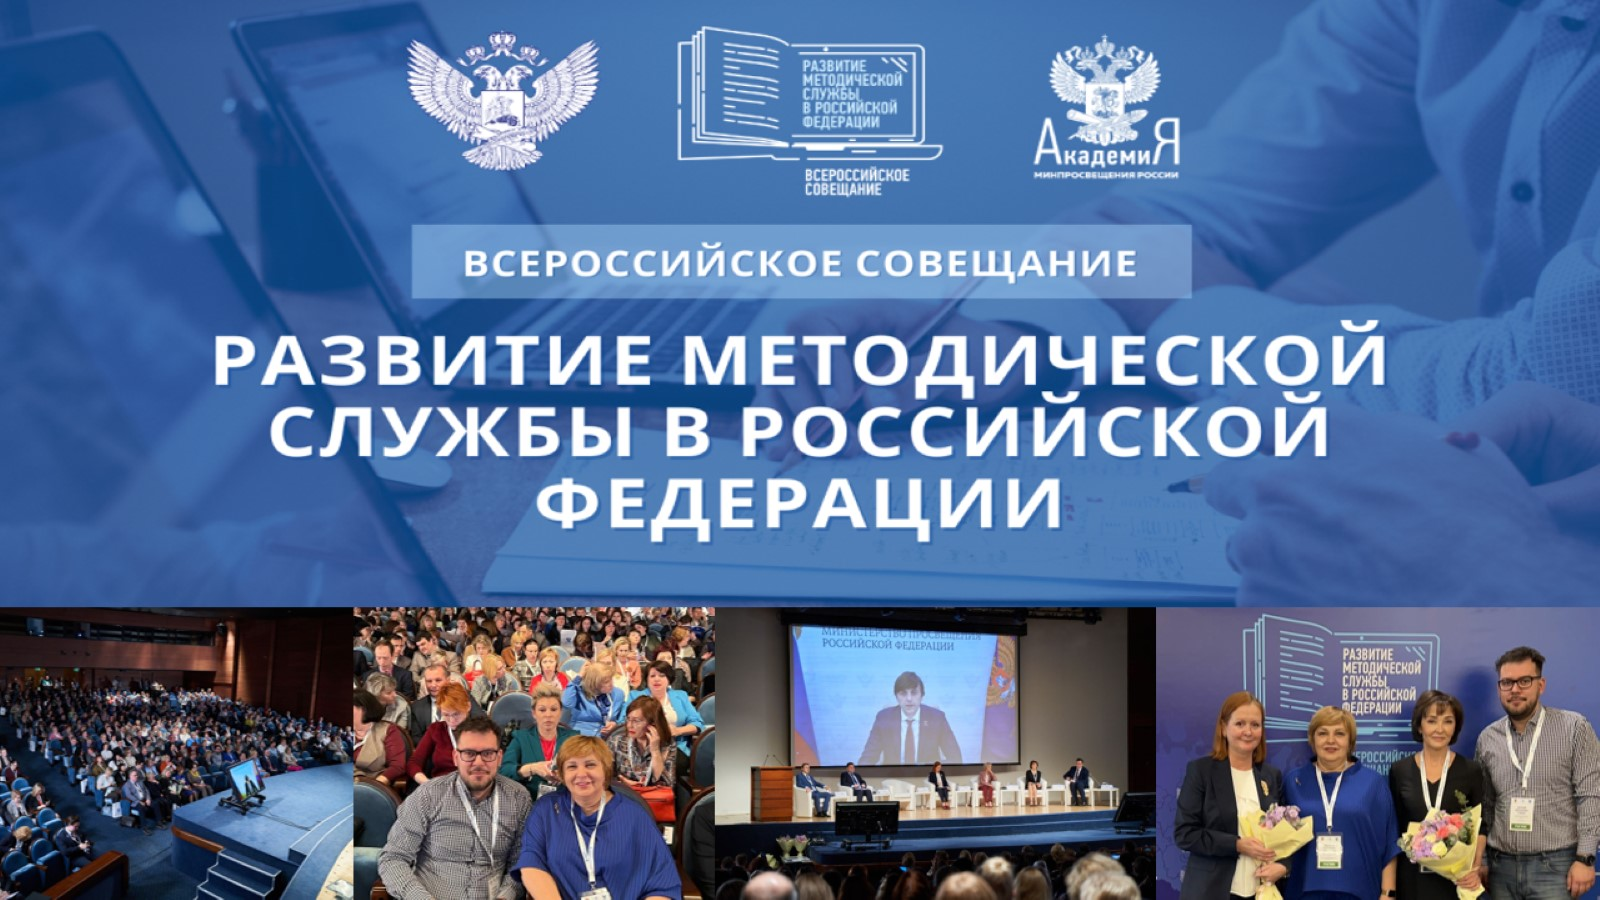 РАЗВИТИЕ
МЕТОДИЧЕСКОЙ
СЛУЖБЫ
В РОССИЙСКОЙ
ФЕДЕРАЦИИ
ВСЕРОССИЙСКОЕ
СОВЕЩАНИЕ
АкадемиЯ
МИНПРОСВЕЩЕНИЯ РОССИИ
ВСЕРОССИЙСКОЕ СОВЕЩАНИЕ
РАЗВИТИЕ МЕТОДИЧЕСКОЙ
СЛУЖБЫ В РОССИЙСКОЙ
ФЕДЕРАЦИИ
МИНИСТЕРСТВО ПРОСВЕЩЕНИЯ
РОССИЙСКОЙ ФЕДЕРАЦИИ
РАЗВИТИЕ
МЕТОДИЧЕСКОЙ
СЛУЖБЫ
В РОССИЙСКОЙ
ФЕДЕРАЦИИ